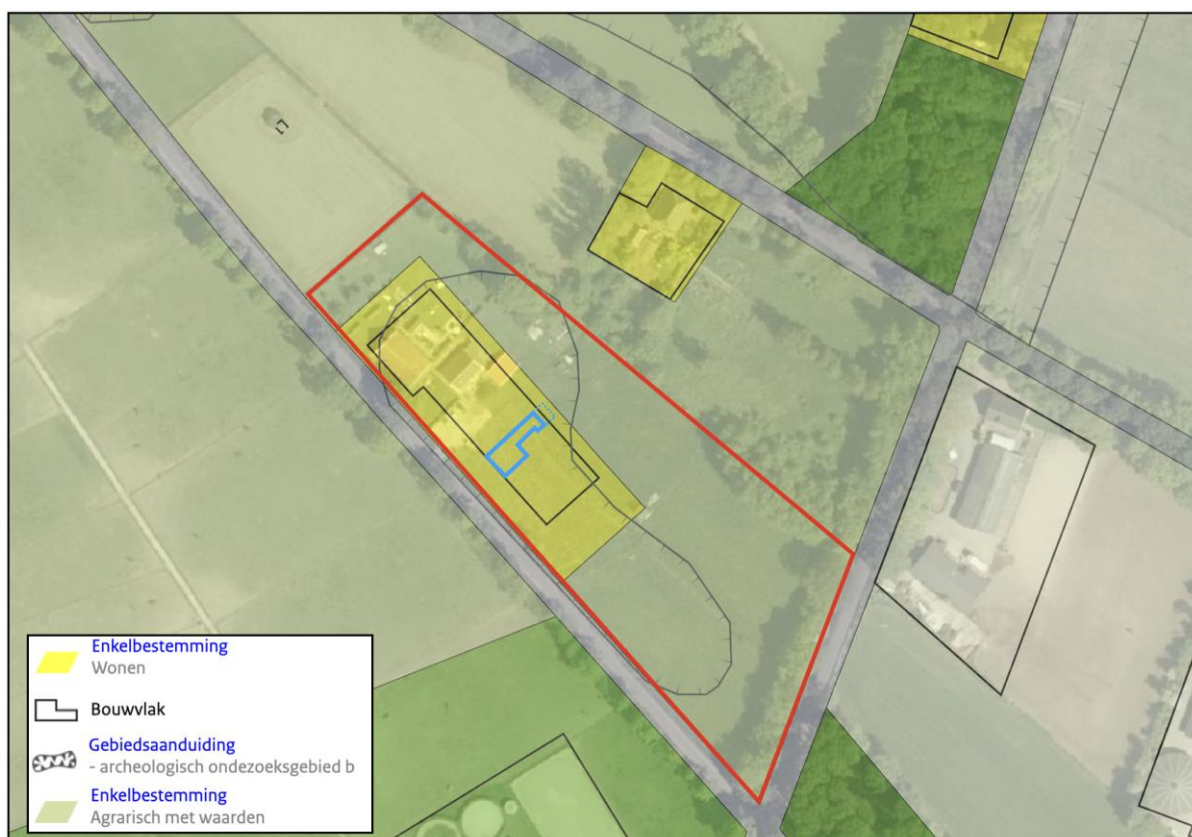 Enkelbestemming
Wonen
Bouwvlak
Gebiedsaanduiding
- archeologisch ondezoeksgebied b
Enkelbestemming
Agrarisch met waarden